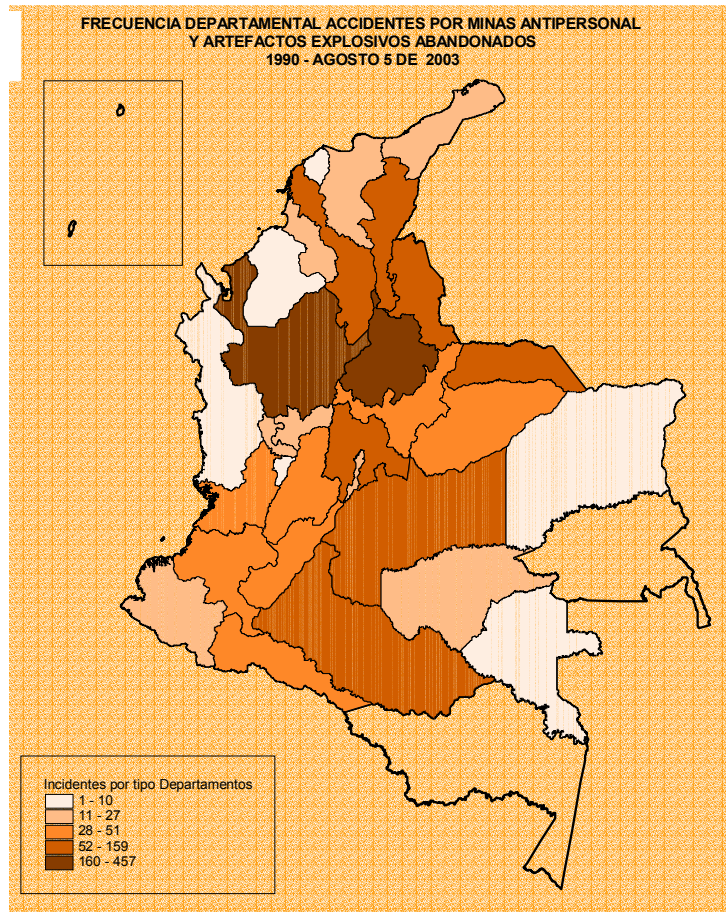 FRECUENCIA DEPARTAMENTAL ACCIDENTES POR MINAS ANTIPERSONAL
Y ARTEFACTOS EXPLOSIVOS ABANDONADOS
1990 - AGOSTO 5 DE 2003
Incidentes por tipo Departamentos
1 - 10
11 - 27
28 - 51
52 - 159
160 - 457